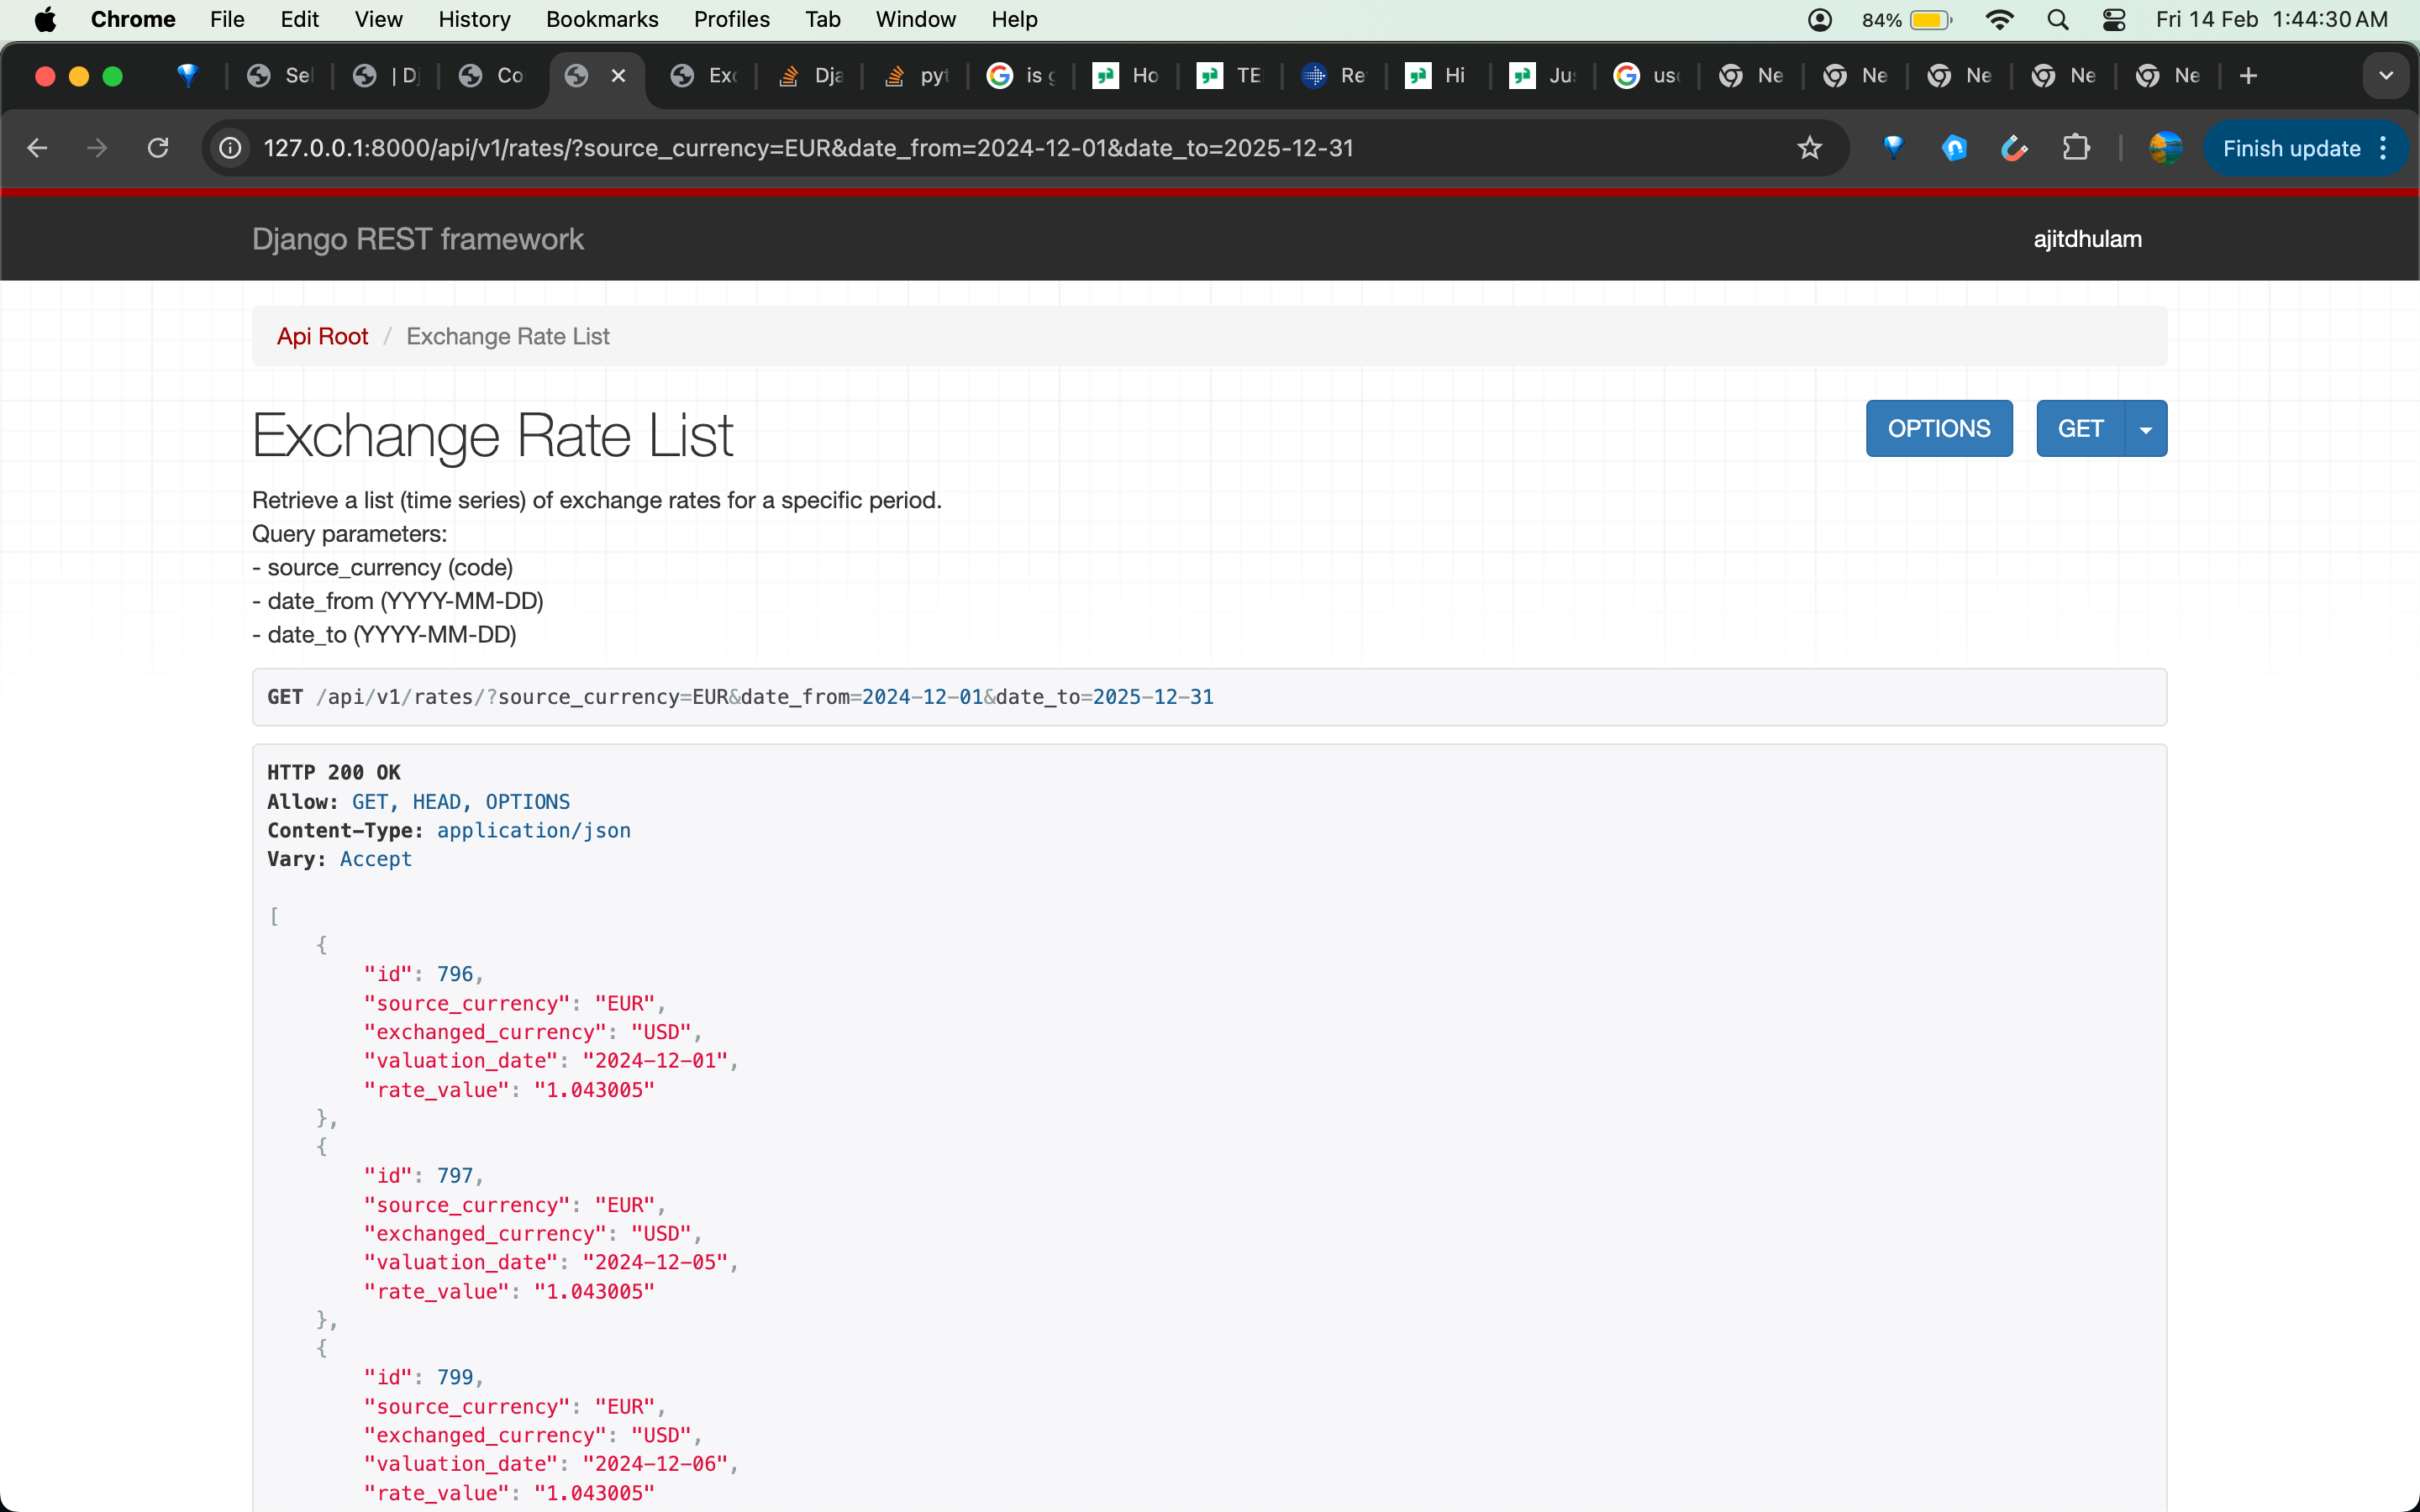 Chrome File Edit View History Bookmarks Profiles Tab Window Help 84% Fri 14 Feb 1:44:30 AM
Sel | D Co Exc Dja pyt is g Ho TE Re Hi Jus usd Ne Ne Ne Ne Ne
127.0.0.1:8000/api/v1/rates/?source_currency=EUR&date_from=2024-12-01&date_to=2025-12-31 Finish update
Django REST framework ajitdhulam
Api Root / Exchange Rate List
Exchange Rate List OPTIONS GET
Retrieve a list (time series) of exchange rates for a specific period.
Query parameters:
- source_currency (code)
- date_from (YYYY-MM-DD)
- date_to (YYYY-MM-DD)
GET /api/v1/rates/?source_currency=EUR&date_from=2024-12-01&date_to=2025-12-31
HTTP 200 OK
Allow: GET, HEAD, OPTIONS
Content-Type: application/json
Vary: Accept
[
{
"id": 796,
"source_currency": "EUR",
"exchanged_currency": "USD",
"valuation_date": "2024-12-01",
"rate_value": "1.043005"
},
{
"id": 797,
"source_currency": "EUR",
"exchanged_currency": "USD",
"valuation_date": "2024-12-05",
"rate_value": "1.043005"
},
{
"id": 799,
"source_currency": "EUR",
"exchanged_currency": "USD",
"valuation_date": "2024-12-06",
"rate_value": "1.043005"